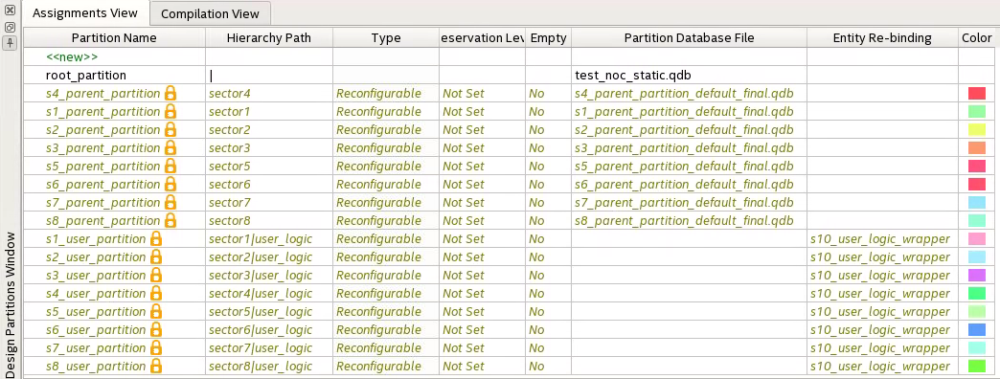 Assignments View Compilation View
Partition Name Hierarchy Path Type eservation Lev Empty Partition Database File Entity Re-binding Color
<<new>>
root_partition | test_noc_static.qdb
s4_parent_partition sector4 Reconfigurable Not Set No s4_parent_partition_default_final.qdb
s1_parent_partition sector1 Reconfigurable Not Set No s1_parent_partition_default_final.qdb
s2_parent_partition sector2 Reconfigurable Not Set No s2_parent_partition_default_final.qdb
s3_parent_partition sector3 Reconfigurable Not Set No s3_parent_partition_default_final.qdb
s5_parent_partition sector5 Reconfigurable Not Set No s5_parent_partition_default_final.qdb
s6_parent_partition sector6 Reconfigurable Not Set No s6_parent_partition_default_final.qdb
s7_parent_partition sector7 Reconfigurable Not Set No s7_parent_partition_default_final.qdb
s8_parent_partition sector8 Reconfigurable Not Set No s8_parent_partition_default_final.qdb
s1_user_partition sector1|user_logic Reconfigurable Not Set No s10_user_logic_wrapper
s2_user_partition sector2|user_logic Reconfigurable Not Set No s10_user_logic_wrapper
s3_user_partition sector3|user_logic Reconfigurable Not Set No s10_user_logic_wrapper
s4_user_partition sector4|user_logic Reconfigurable Not Set No s10_user_logic_wrapper
s5_user_partition sector5|user_logic Reconfigurable Not Set No s10_user_logic_wrapper
s6_user_partition sector6|user_logic Reconfigurable Not Set No s10_user_logic_wrapper
s7_user_partition sector7|user_logic Reconfigurable Not Set No s10_user_logic_wrapper
s8_user_partition sector8|user_logic Reconfigurable Not Set No s10_user_logic_wrapper
Design Partitions Window